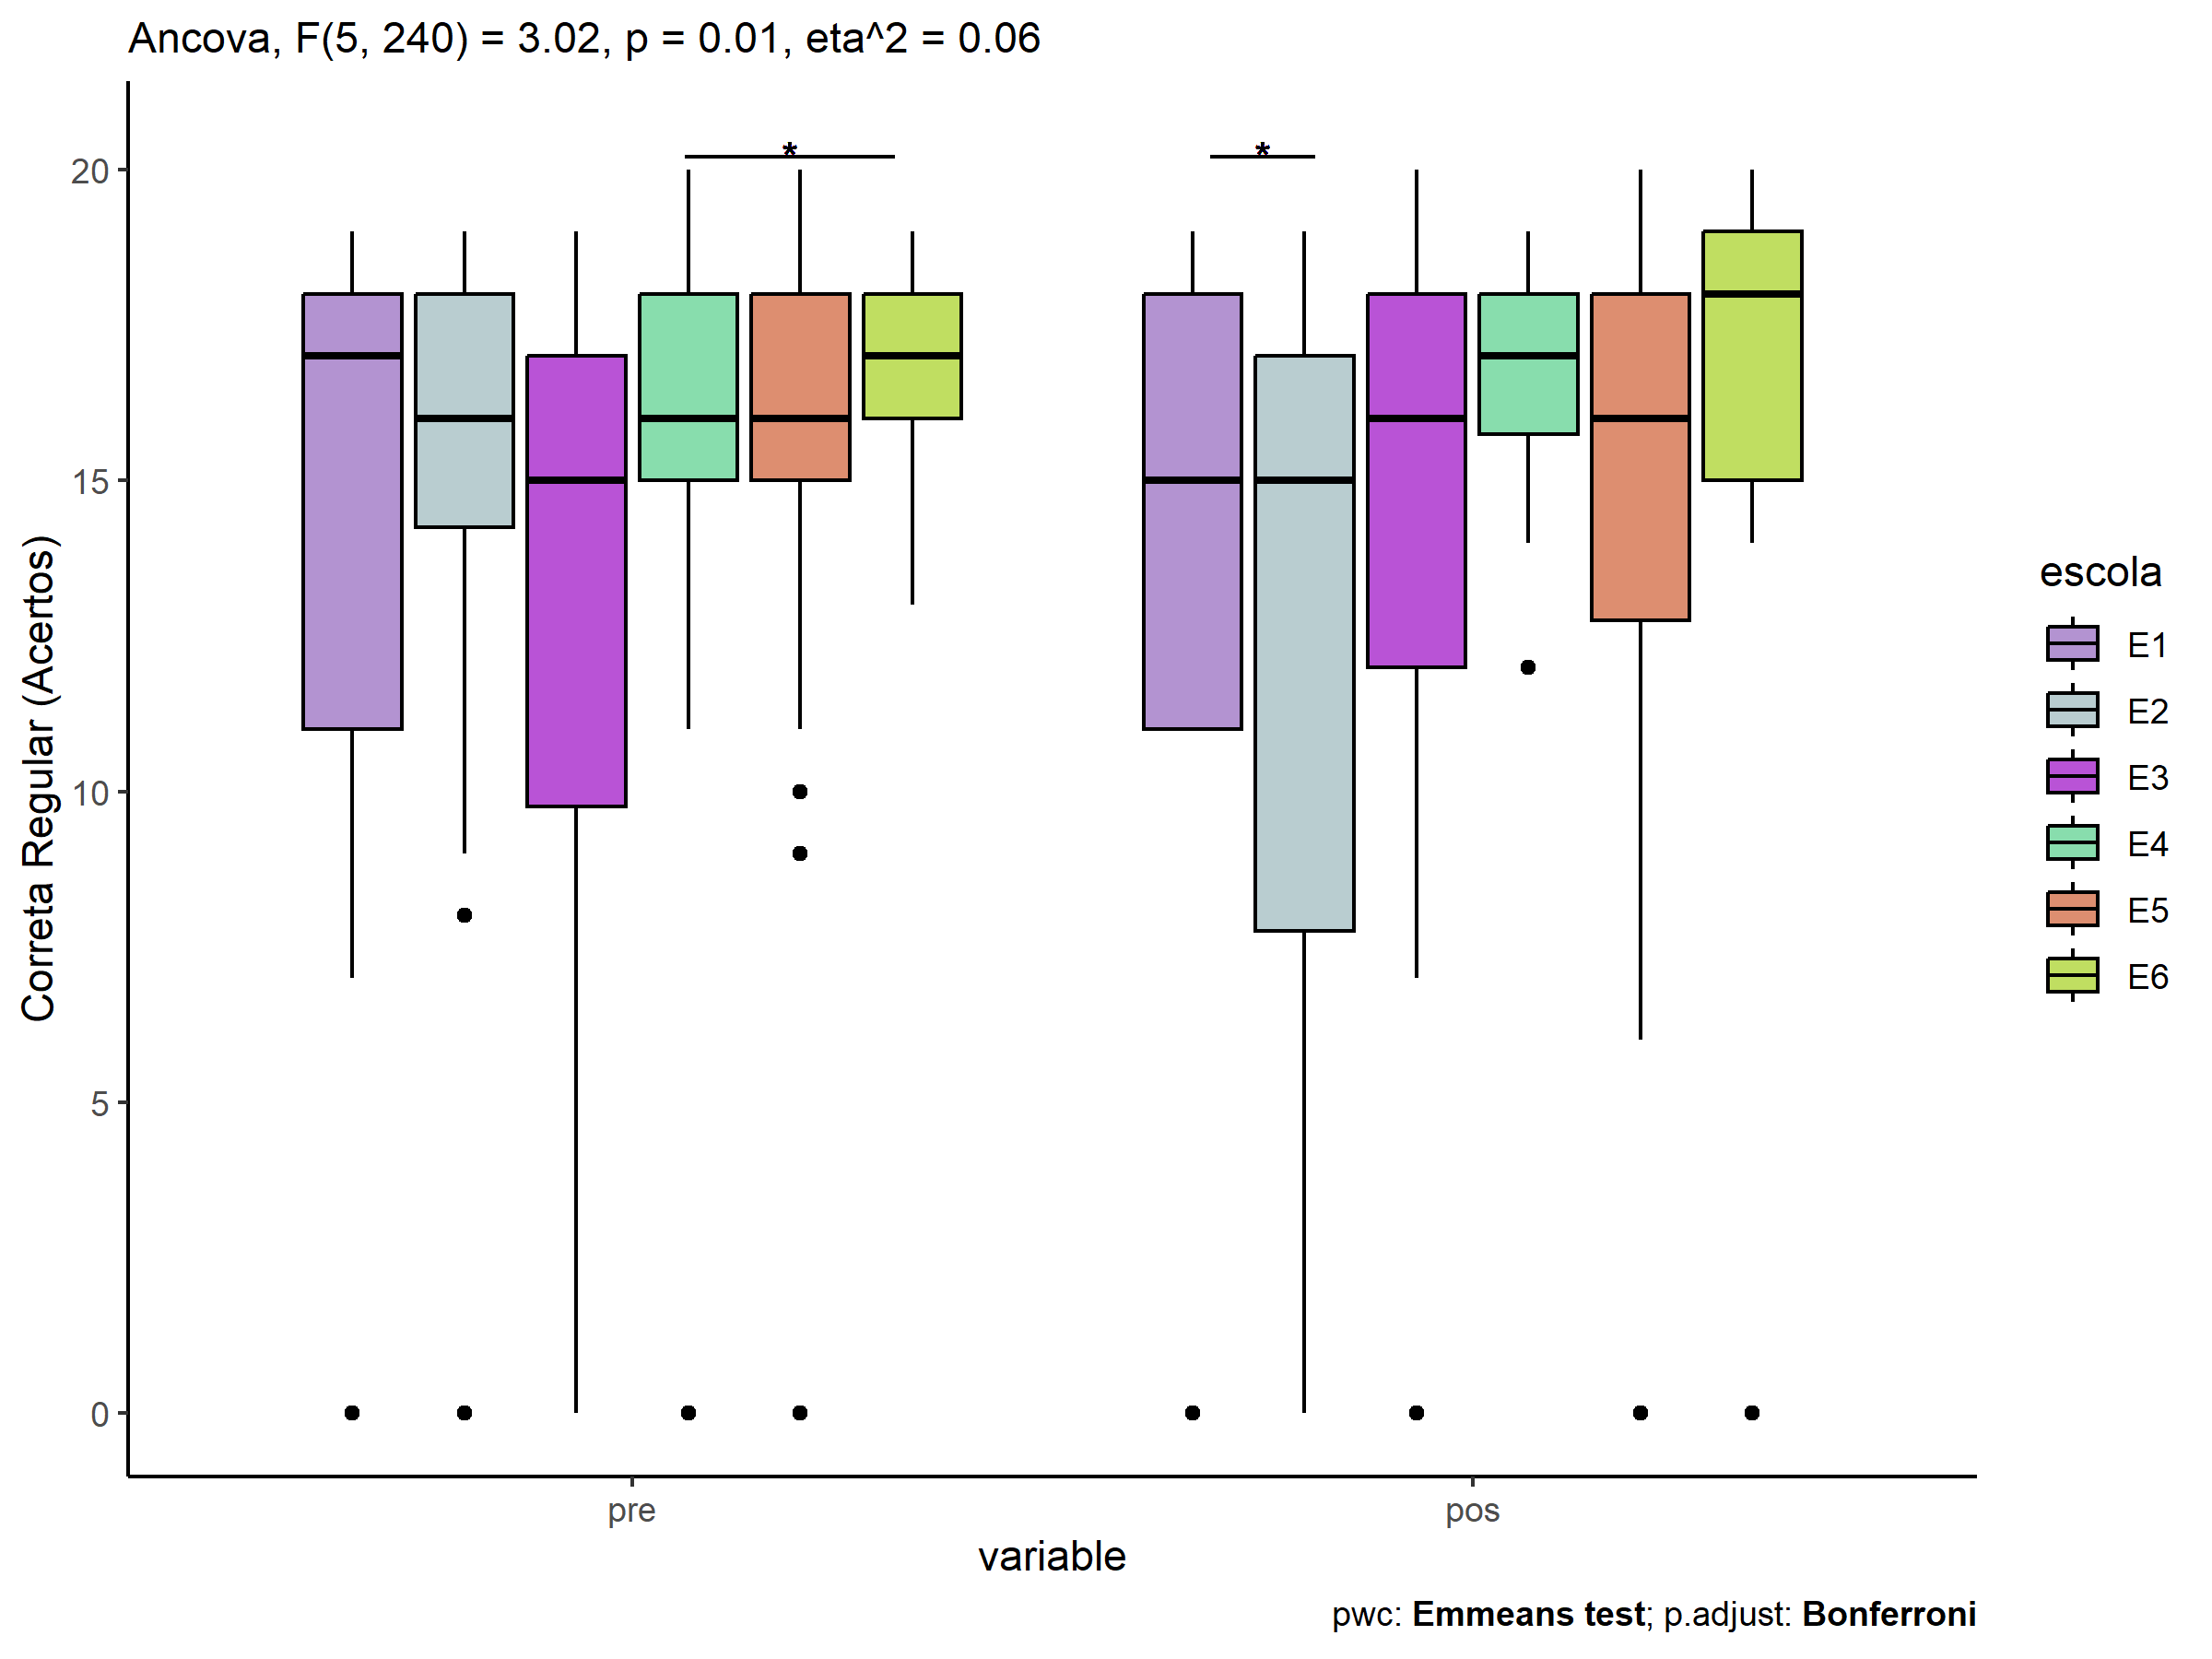 Ancova, F(5, 240) = 3.02, p = 0.01, eta^2 = 0.06
*
*
20
15
10
5
0
Correta Regular (Acertos)
pre
pos
variable
escola
E1
E2
E3
E4
E5
E6
pwc: Emmeans test; p.adjust: Bonferroni